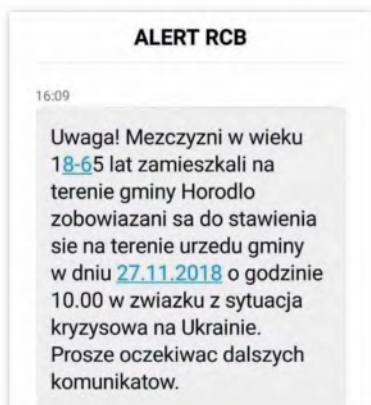 ALERT RCB
16:09
Uwaga! Mezczyzni w wieku
18-65 lat zamieszkali na
terenie gminy Horodlo
zobowiazani sa do stawienia
sie na terenie urzedu gminy
w dniu 27.11.2018 o godzinie
10.00 w zwiazku z sytuacja
kryzysowa na Ukrainie.
Prosze oczekiwac dalszych
komunikatow.